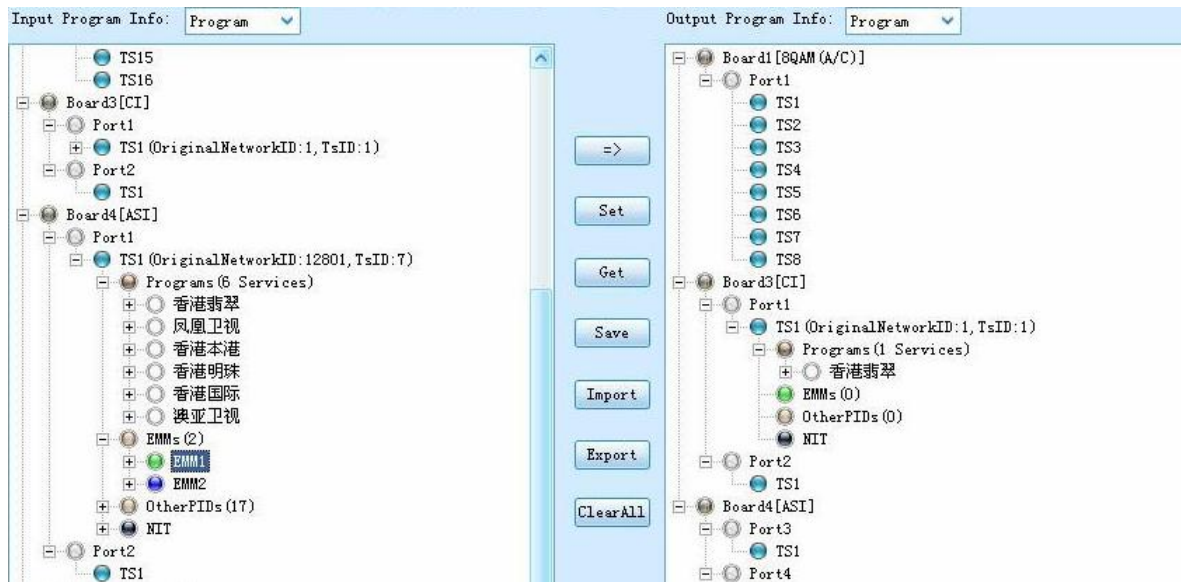 Input Program Info: Program
TS15
TS16
Board3[CI]
Port1
TS1(OriginalNetworkID:1,TsID:1)
Port2
TS1
Board4[ASI]
Port1
TS1(OriginalNetworkID:12801,TsID:7)
Programs(6 Services)
香港翡翠
凤凰卫视
香港本港
香港明珠
香港国际
澳亚卫视
EMMs(2)
EMM1
EMM2
OtherPIDs(17)
NIT
Port2
TS1
=>
Set
Get
Save
Import
Export
ClearAll
Output Program Info: Program
Board1[8QAM(A/C)]
Port1
TS1
TS2
TS3
TS4
TS5
TS6
TS7
TS8
Board3[CI]
Port1
TS1(OriginalNetworkID:1,TsID:1)
Programs(1 Services)
香港翡翠
EMMs(0)
OtherPIDs(0)
NIT
Port2
TS1
Board4[ASI]
Port3
TS1
Port4